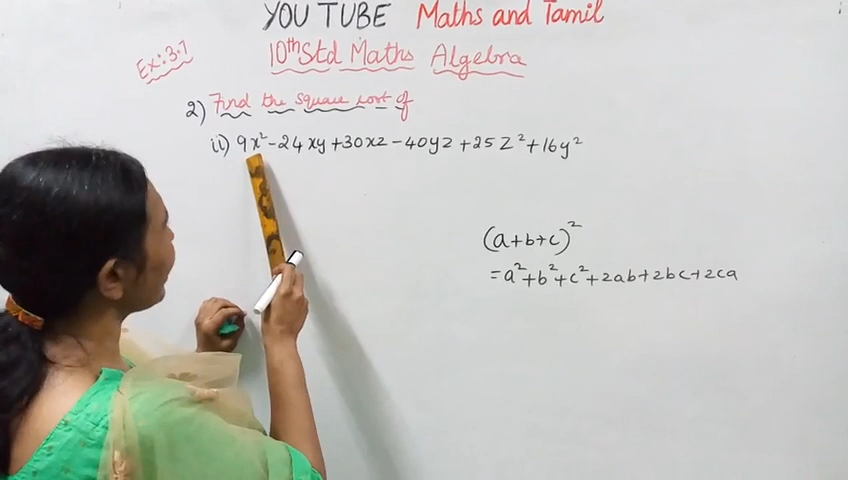 YOU TUBE Maths and Tamil
Ex: 3.7
10th Std Maths Algebra
2) Find the square root of
ii) 9x² - 24xy + 30xz - 40yz + 25z² + 16y²
(a+b+c)²
= a² + b² + c² + 2ab + 2bc + 2ca